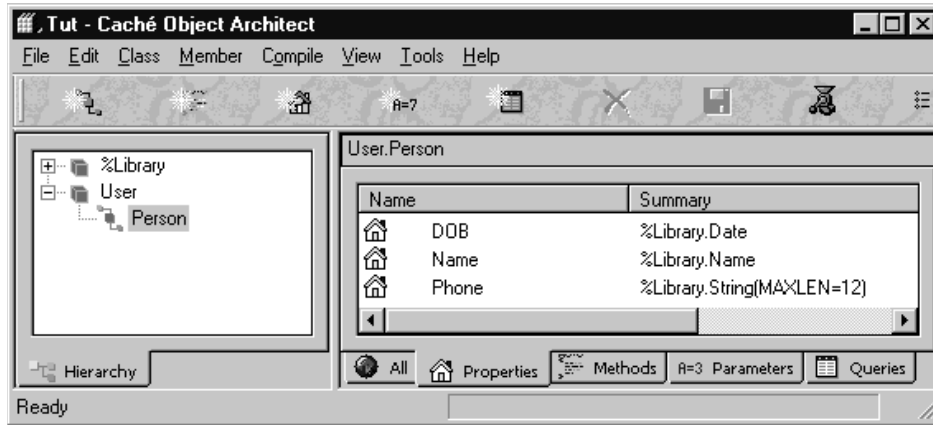 , Tut - Caché Object Architect
File Edit Class Member Compile View Tools Help
A=?
User.Person
%Library
User
Person
Name Summary
DOB %Library.Date
Name %Library.Name
Phone %Library.String(MAXLEN=12)
Hierarchy
All Properties Methods A=3 Parameters Queries
Ready